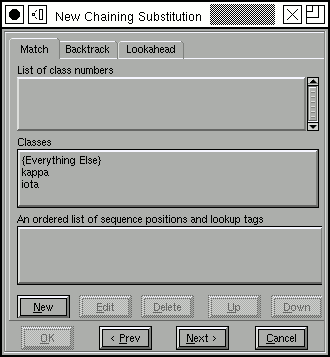 New Chaining Substitution
Match Backtrack Lookahead
List of class numbers
Classes
{Everything Else}
kappa
iota
An ordered list of sequence positions and lookup tags
New Edit Delete Up Down
OK < Prev Next > Cancel